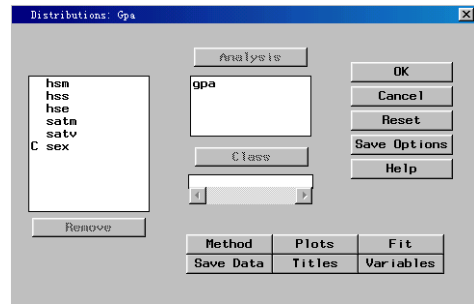 Distributions: Gpa
hsm
hss
hse
satm
satv
C sex
Remove
Analysis
gpa
Class
OK
Cancel
Reset
Save Options
Help
Method Plots Fit
Save Data Titles Variables